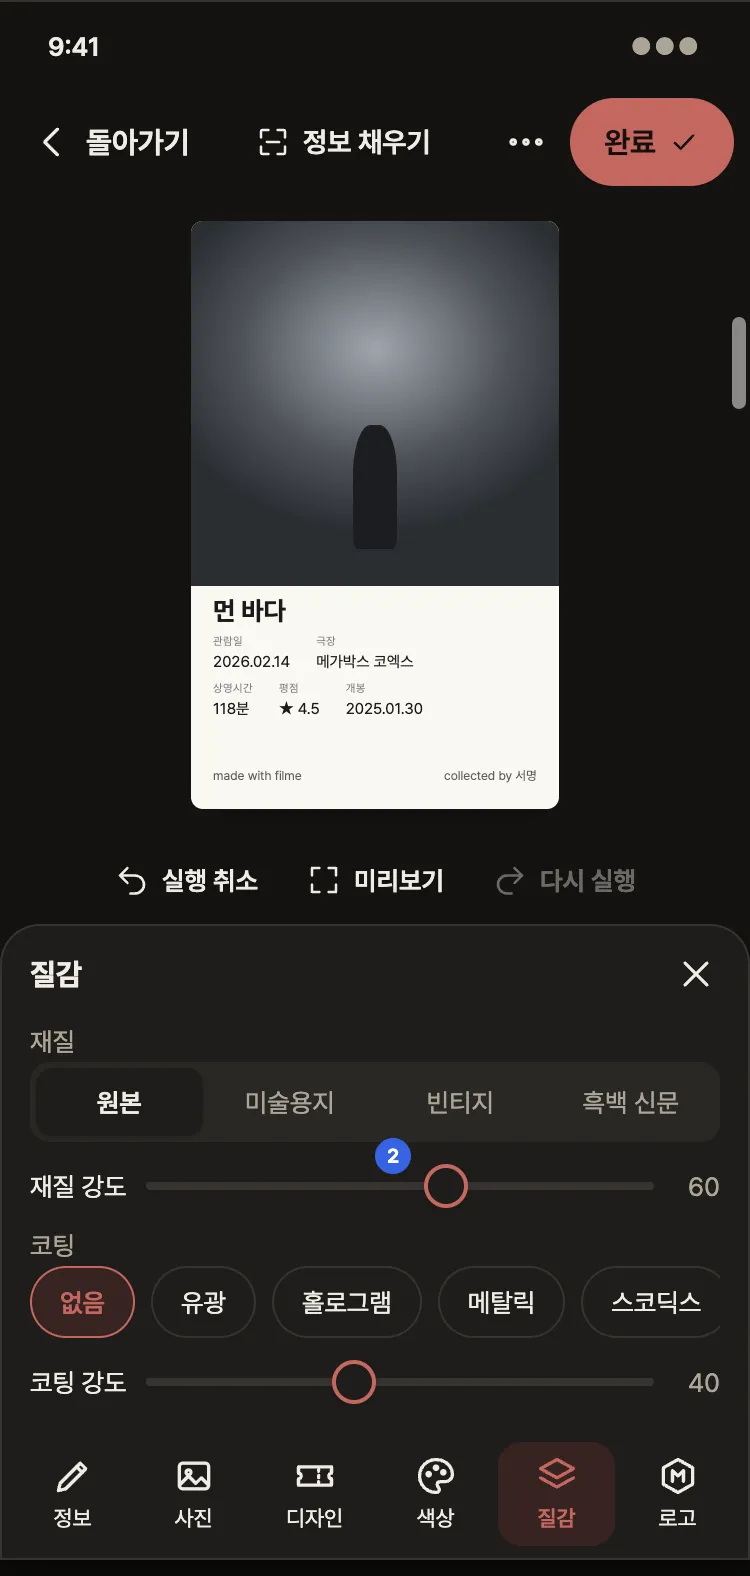 9:41
돌아가기
정보 채우기
완료
먼 바다
관람일 극장
2026.02.14 메가박스 코엑스
상영시간 평점 개봉
118분 ★ 4.5 2025.01.30
made with filme collected by 서명
실행 취소 미리보기 다시 실행
질감
재질
원본 미술용지 빈티지 흑백 신문
2
재질 강도 60
코팅
없음 유광 홀로그램 메탈릭 스코딕스
코팅 강도 40
정보 사진 디자인 색상 질감 로고